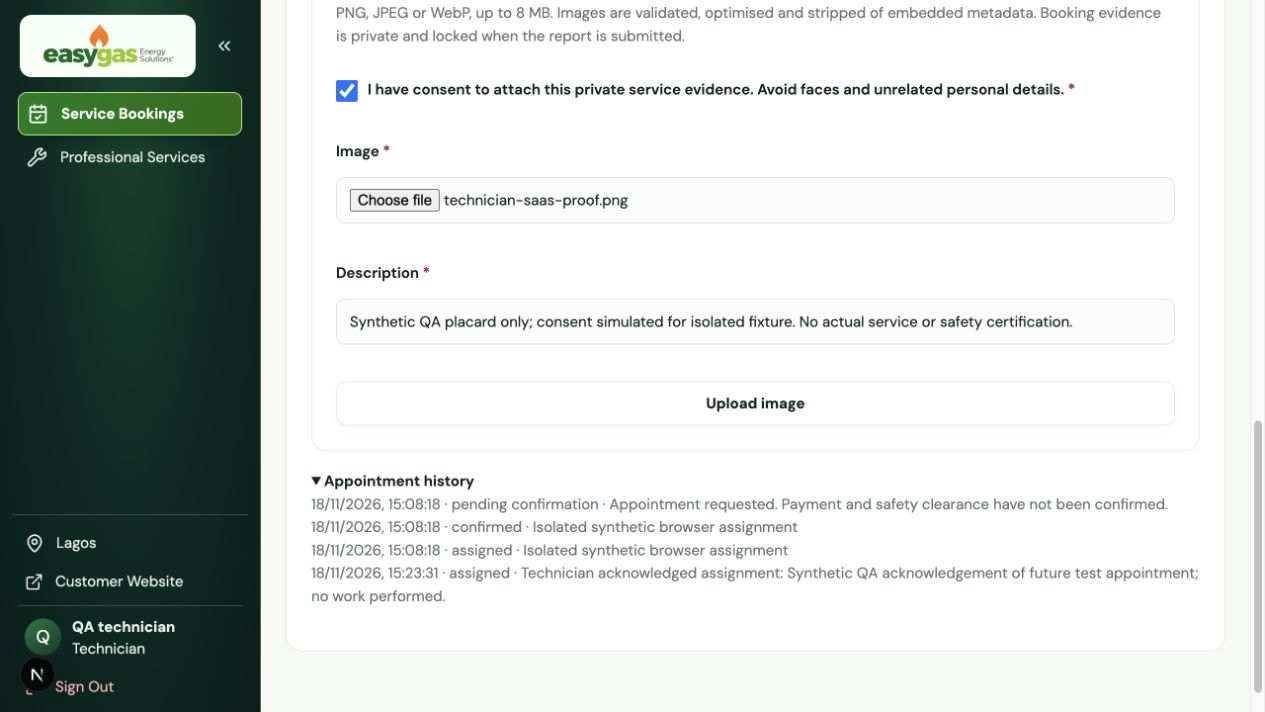 easygas Energy Solutions
Service Bookings
Professional Services
Lagos
Customer Website
Q
QA technician
Technician
N
Sign Out
PNG, JPEG or WebP, up to 8 MB. Images are validated, optimised and stripped of embedded metadata. Booking evidence
is private and locked when the report is submitted.
I have consent to attach this private service evidence. Avoid faces and unrelated personal details. *
Image *
Choose file technician-saas-proof.png
Description *
Synthetic QA placard only; consent simulated for isolated fixture. No actual service or safety certification.
Upload image
Appointment history
18/11/2026, 15:08:18 · pending confirmation · Appointment requested. Payment and safety clearance have not been confirmed.
18/11/2026, 15:08:18 · confirmed · Isolated synthetic browser assignment
18/11/2026, 15:08:18 · assigned · Isolated synthetic browser assignment
18/11/2026, 15:23:31 · assigned · Technician acknowledged assignment: Synthetic QA acknowledgement of future test appointment;
no work performed.